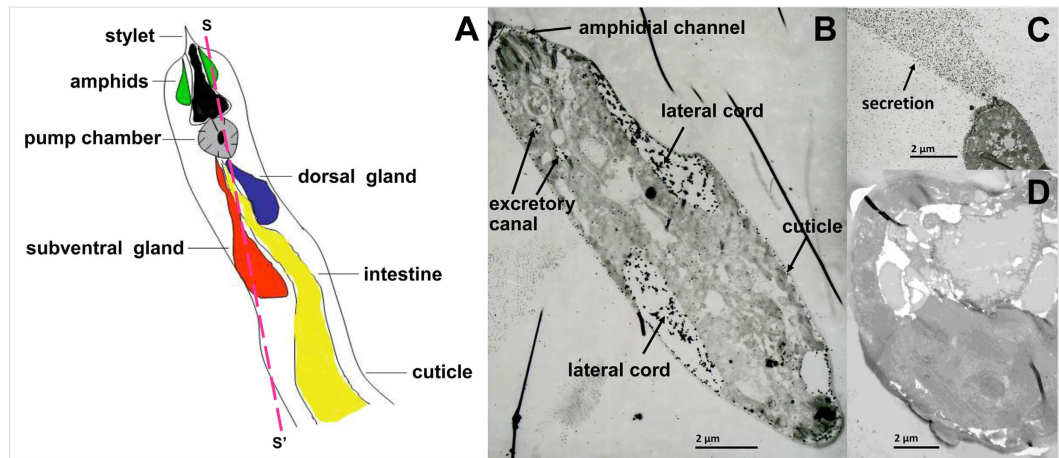 A
stylet
S
amphids
pump chamber
dorsal gland
subventral gland
intestine
cuticle
S'
B
amphidial channel
lateral cord
excretory
canal
cuticle
lateral cord
2 µm
C
secretion
2 µm
D
2 µm